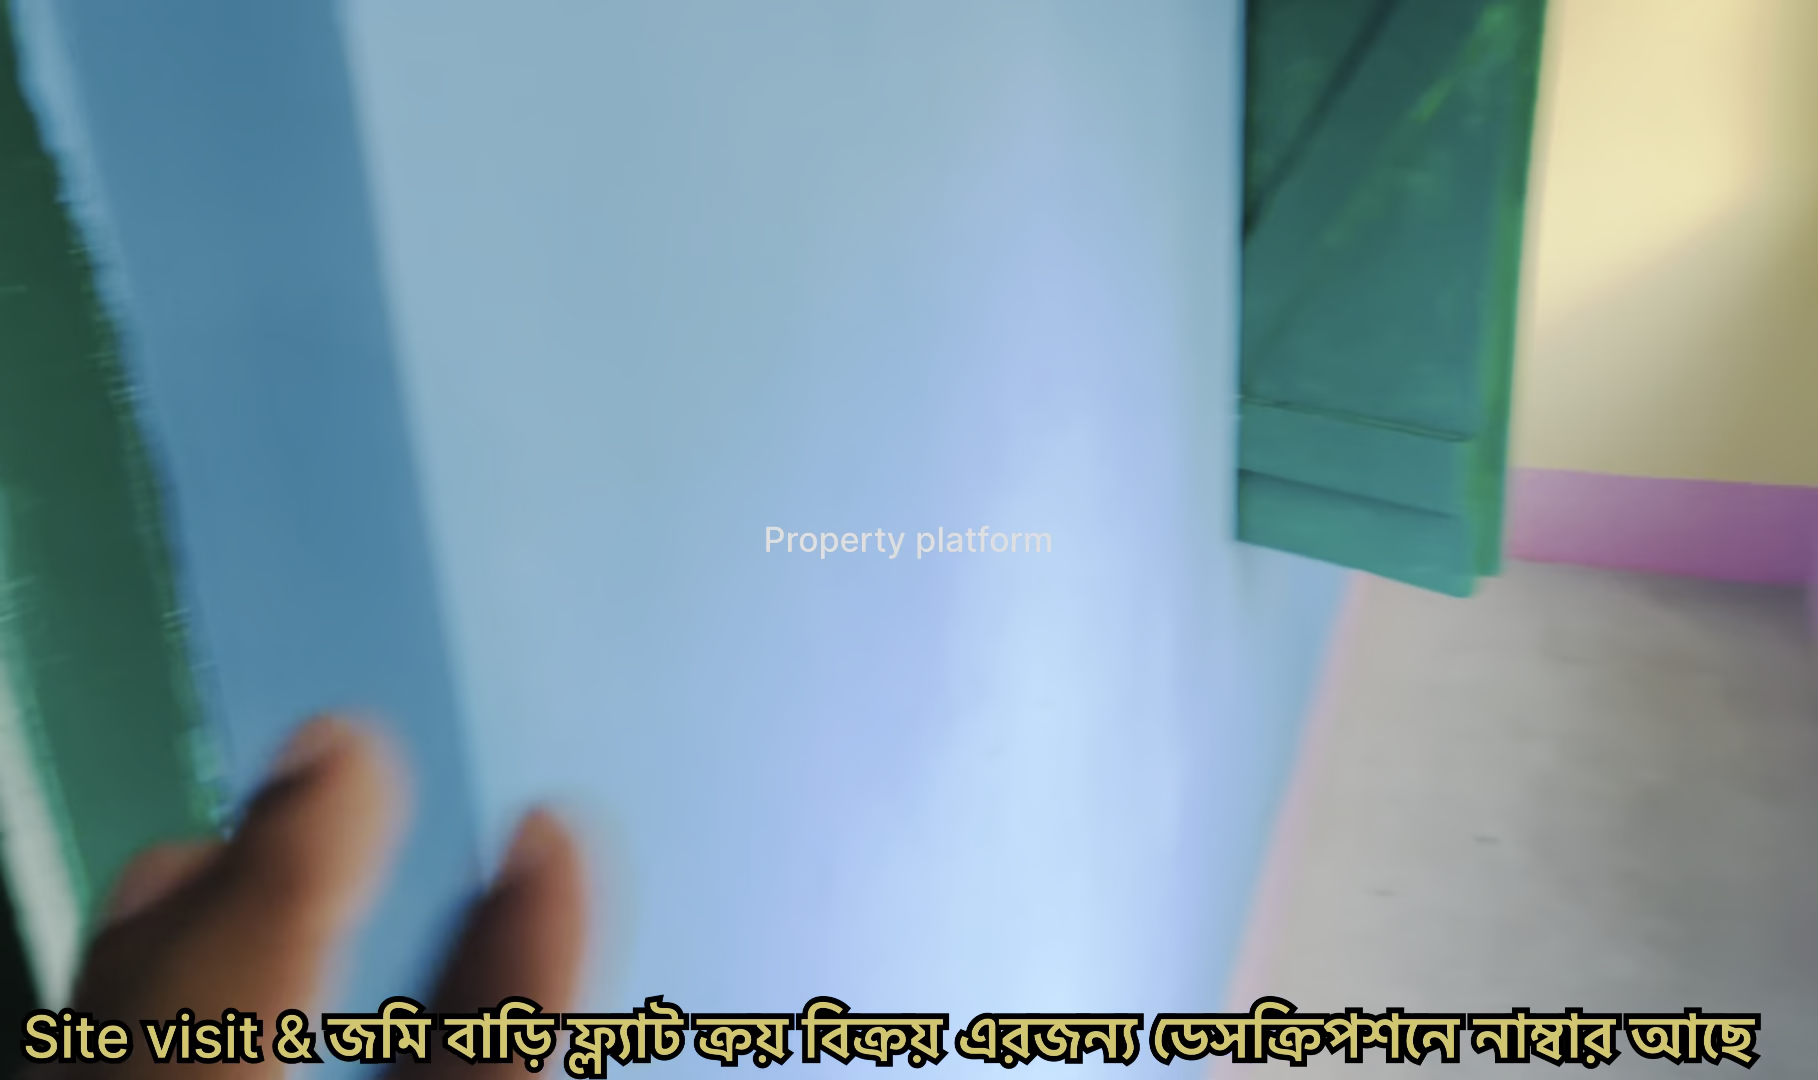 Property platform
Site visit & জমি বাড়ি ফ্ল্যাট ক্রয় বিক্রয় এরজন্য ডেসক্রিপশনে নাম্বার আছে